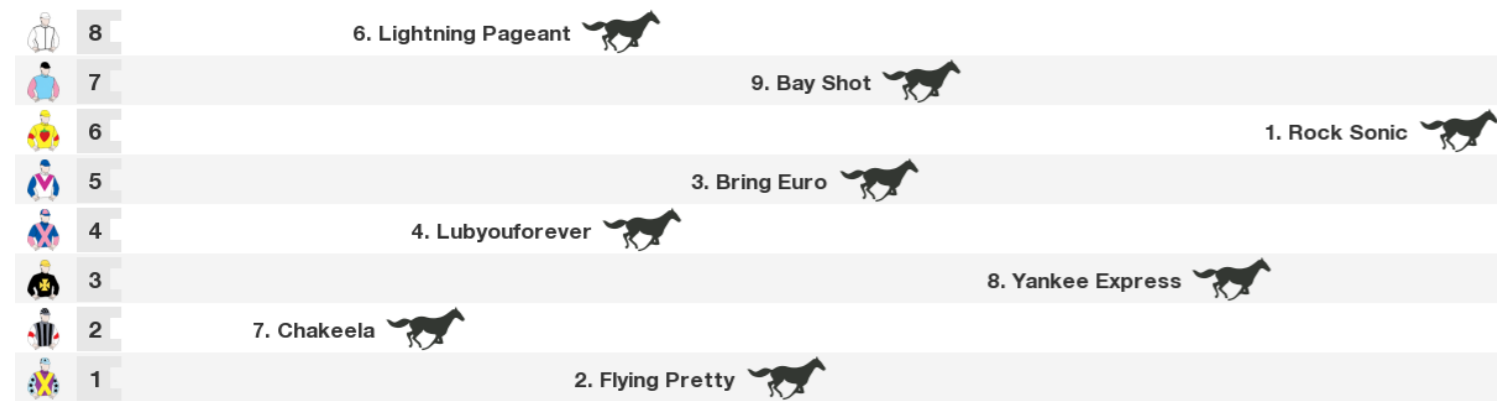 8 6. Lightning Pageant
7 9. Bay Shot
6 1. Rock Sonic
5 3. Bring Euro
4 4. Lubyouforever
3 8. Yankee Express
2 7. Chakeela
1 2. Flying Pretty